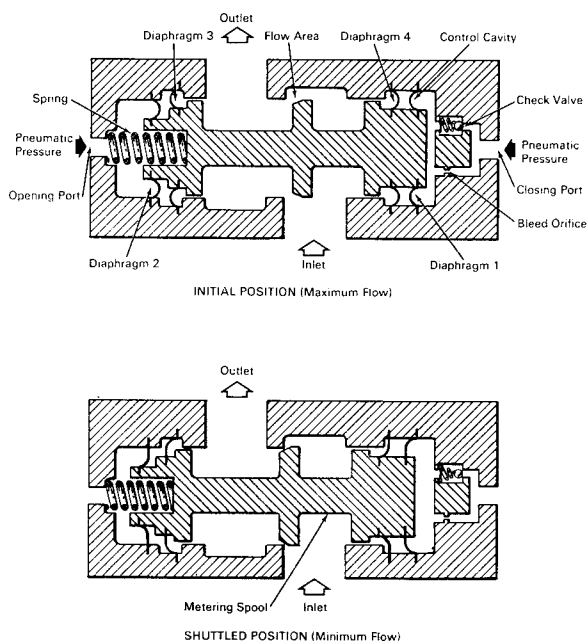 Outlet
Diaphragm 3
Flow Area
Diaphragm 4
Control Cavity
Spring
Check Valve
Pneumatic
Pressure
Pneumatic
Pressure
Opening Port
Closing Port
Bleed Orifice
Diaphragm 2
Inlet
Diaphragm 1
INITIAL POSITION (Maximum Flow)
Outlet
Metering Spool
Inlet
SHUTTLED POSITION (Minimum Flow)